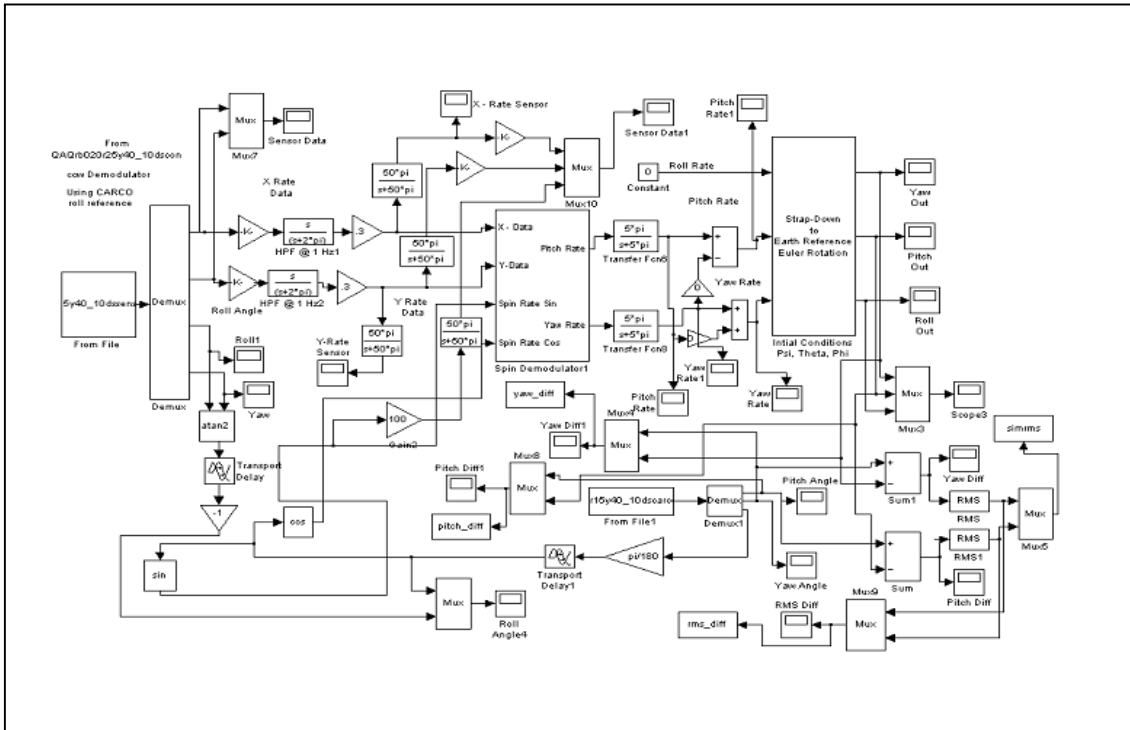 From
QAQrb020r25y40_10dscon
ccw Demodulator
Using CARCO
roll reference
Mux
Mux7
Sensor Data
X Rate
Data
-K-
s
(s+2*pi)
HPF @ 1 Hz1
.3
50*pi
s+50*pi
X - Rate Sensor
-K-
-K-
Mux
Mux10
Sensor Data1
Pitch
Rate1
0
Constant
Roll Rate
Pitch Rate
Strap-Down
to
Earth Reference
Euler Rotation
Intial Conditions
Psi, Theta, Phi
Yaw
Out
Pitch
Out
Roll
Out
5y40_10dssens
From File
Demux
Demux
K-
s
(s+2*pi)
HPF @ 1 Hz2
.3
Roll Angle
50*pi
s+50*pi
Y Rate
Data
50*pi
s+50*pi
Y-Rate
Sensor
50*pi
s+50*pi
X - Data
Y-Data
Spin Rate Sin
Spin Rate Cos
Pitch Rate
Yaw Rate
Spin Demodulator1
5*pi
s+5*pi
Transfer Fcn6
5*pi
s+5*pi
Transfer Fcn8
+
−
0
Yaw Rate
+
+
0
Yaw
Rate1
Pitch
Rate
Yaw
Rate
Roll1
Yaw
atan2
Transport
Delay
-1
100
Gain2
cos
sin
yaw_diff
Yaw Diff1
Mux4
Mux
Mux8
Mux
Pitch Diff1
pitch_diff
r15y40_10dscarc
From File1
Demux
Demux1
Pitch Angle
Yaw Angle
pi/180
Transport
Delay1
Mux
Roll
Angle4
Mux
Mux3
Scope3
simrms
+
−
Sum1
Yaw Diff
RMS
RMS
+
−
Sum
RMS
RMS1
Pitch Diff
Mux
Mux5
Mux9
Mux
RMS Diff
rms_diff